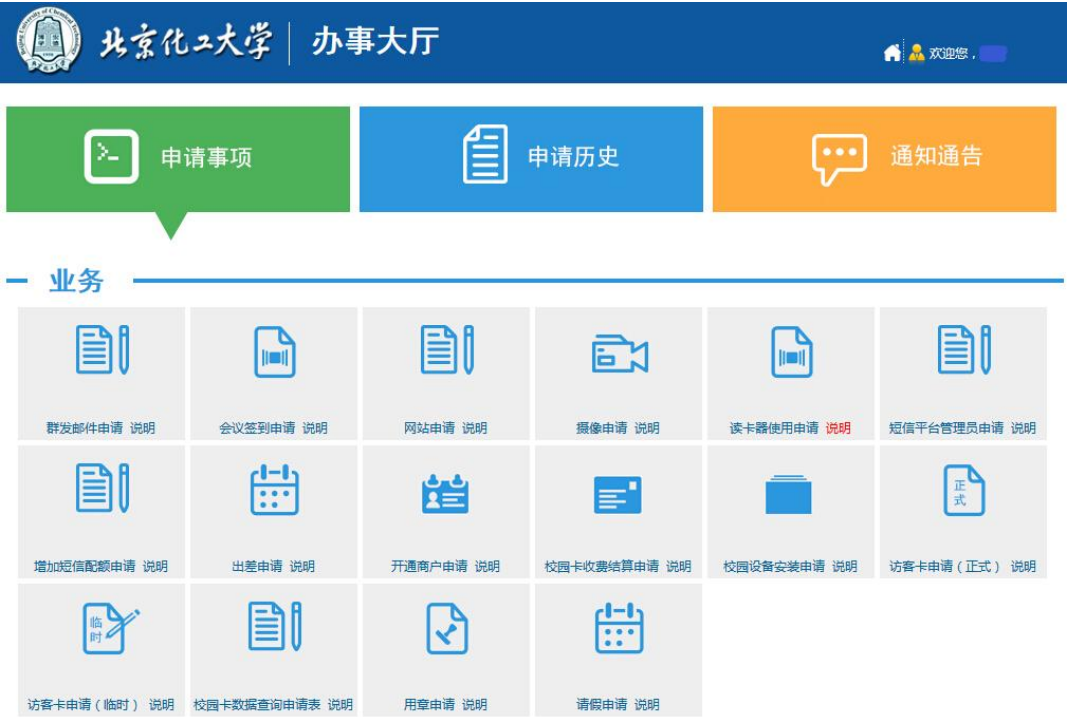 北京化工大学 办事大厅
欢迎您，
申请事项 申请历史 通知通告
业务
群发邮件申请 说明 会议签到申请 说明 网站申请 说明 摄像申请 说明 读卡器使用申请 说明 短信平台管理员申请 说明
正式
增加短信配额申请 说明 出差申请 说明 开通商户申请 说明 校园卡收费结算申请 说明 校园设备安装申请 说明 访客卡申请（正式） 说明
临时
访客卡申请（临时） 说明 校园卡数据查询申请表 说明 用章申请 说明 请假申请 说明